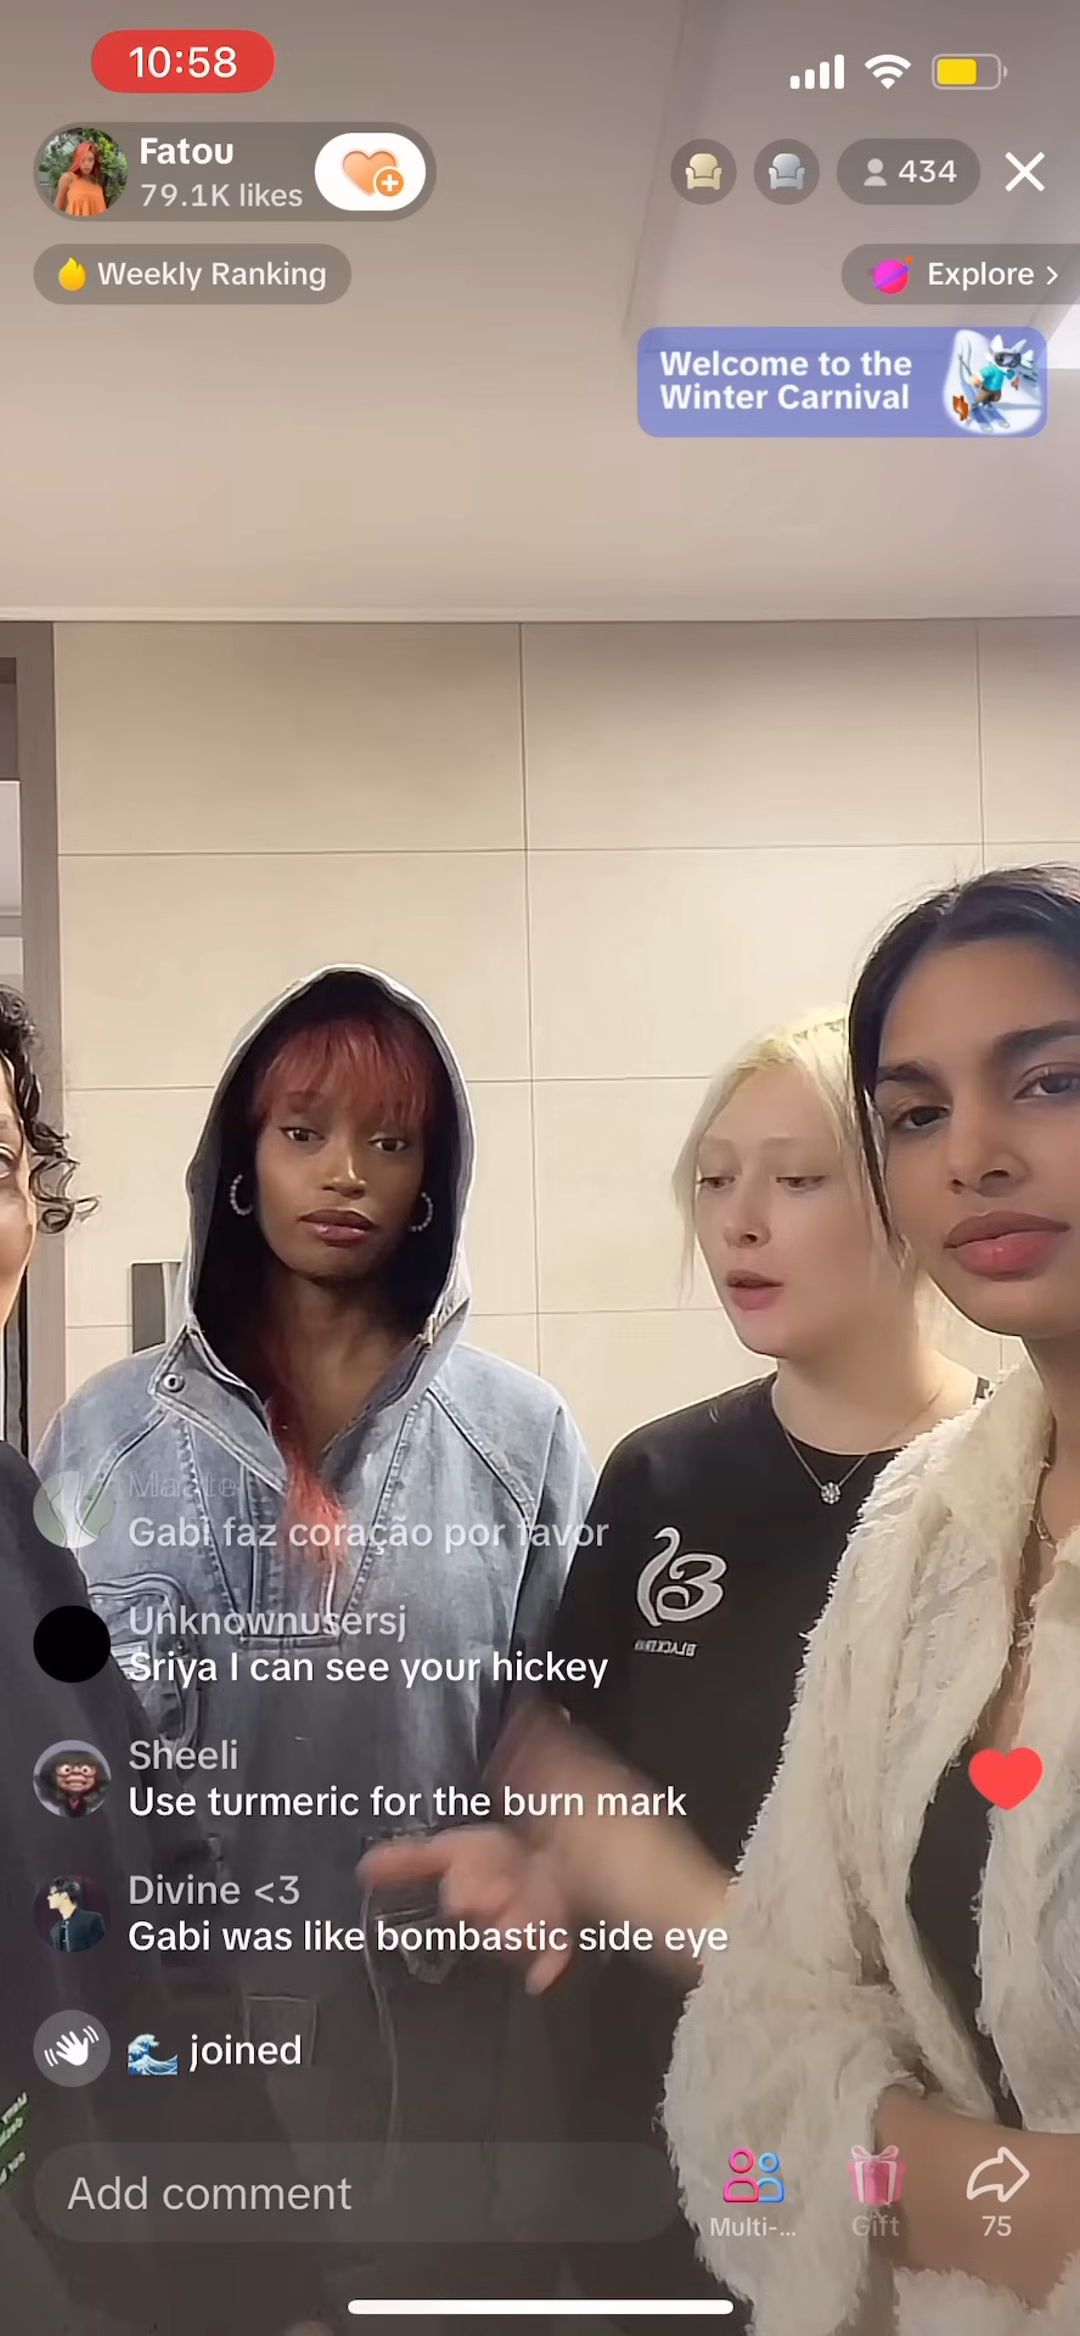 10:58
Fatou
79.1K likes
434
Weekly Ranking
Explore >
Welcome to the
Winter Carnival
Gabi faz coração por favor
Unknownusersj
Sriya I can see your hickey
Sheeli
Use turmeric for the burn mark
Divine <3
Gabi was like bombastic side eye
🌊 joined
Add comment
Multi-...
Gift
75